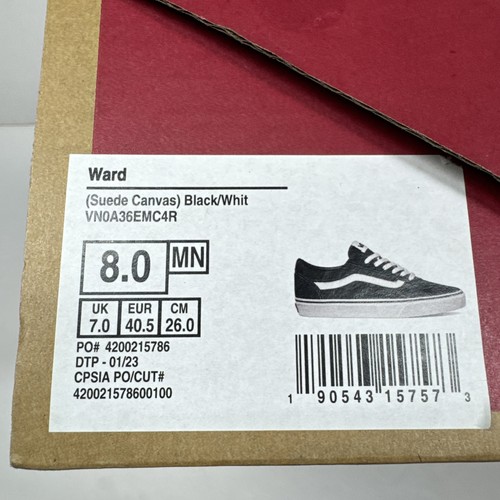 Ward
(Suede Canvas) Black/Whit
VN0A36EMC4R
8.0 MN
UK EUR CM
7.0 40.5 26.0
PO# 4200215786
DTP - 01/23
CPSIA PO/CUT#
420021578600100
1 90543 15757 3